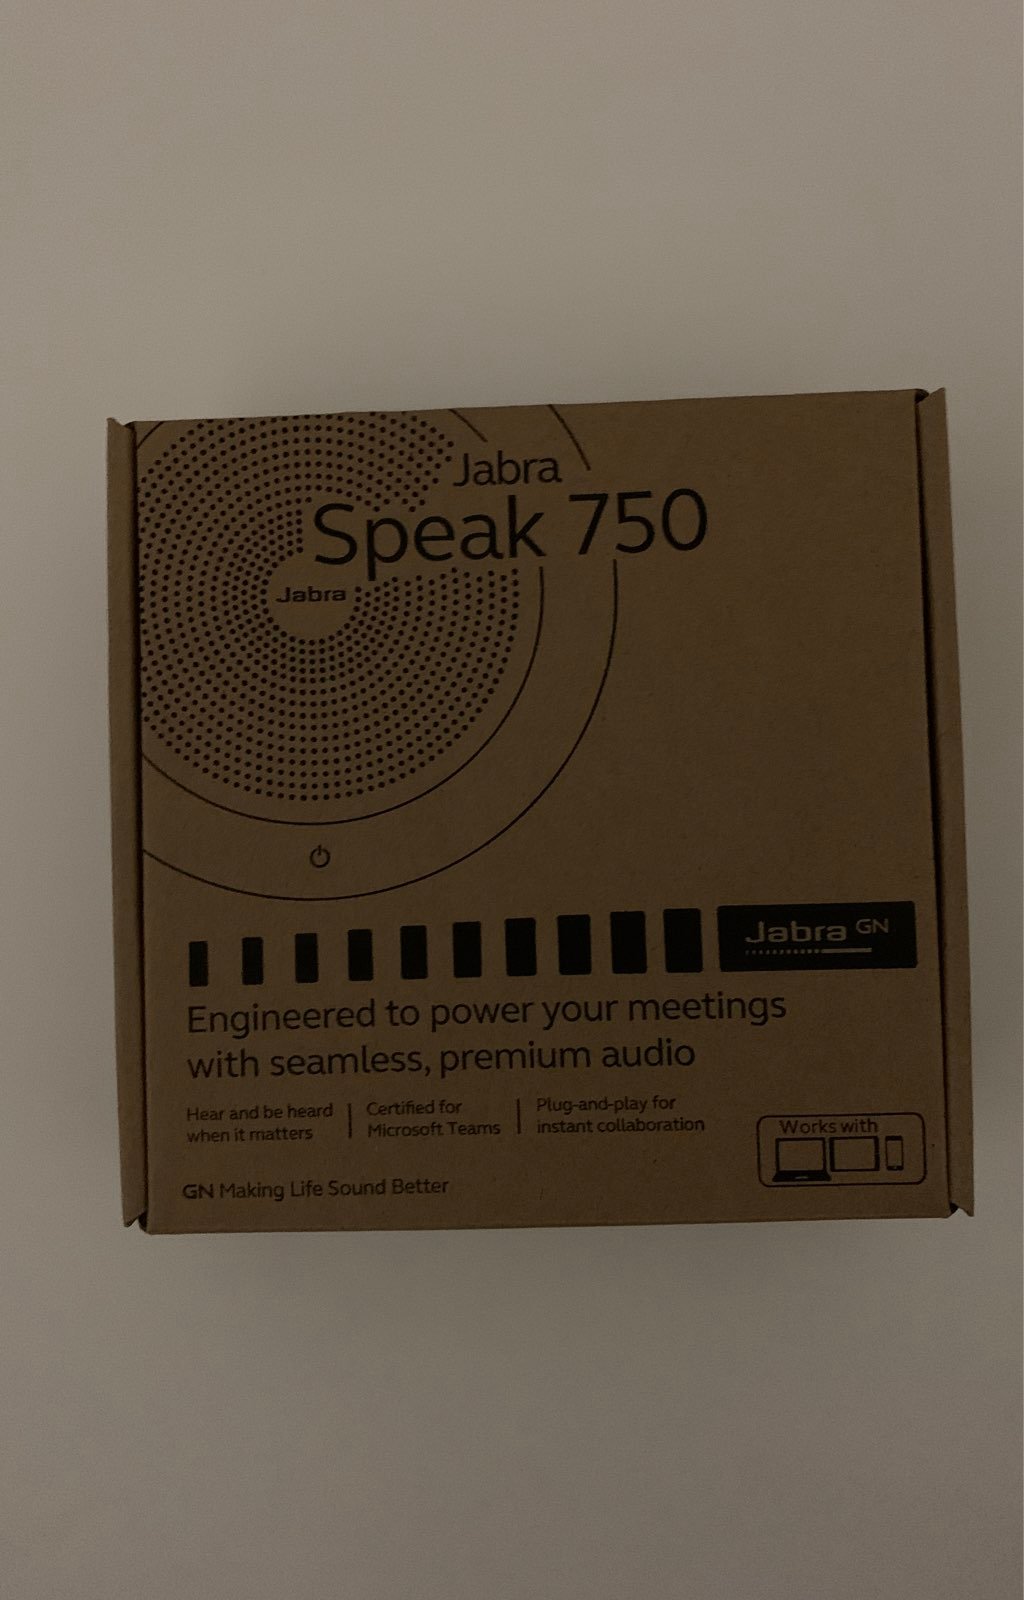 Jabra
Speak 750
Jabra
Jabra GN
Engineered to power your meetings
with seamless, premium audio
Hear and be heard
when it matters
Certified for
Microsoft Teams
Plug-and-play for
instant collaboration
Works with
GN Making Life Sound Better